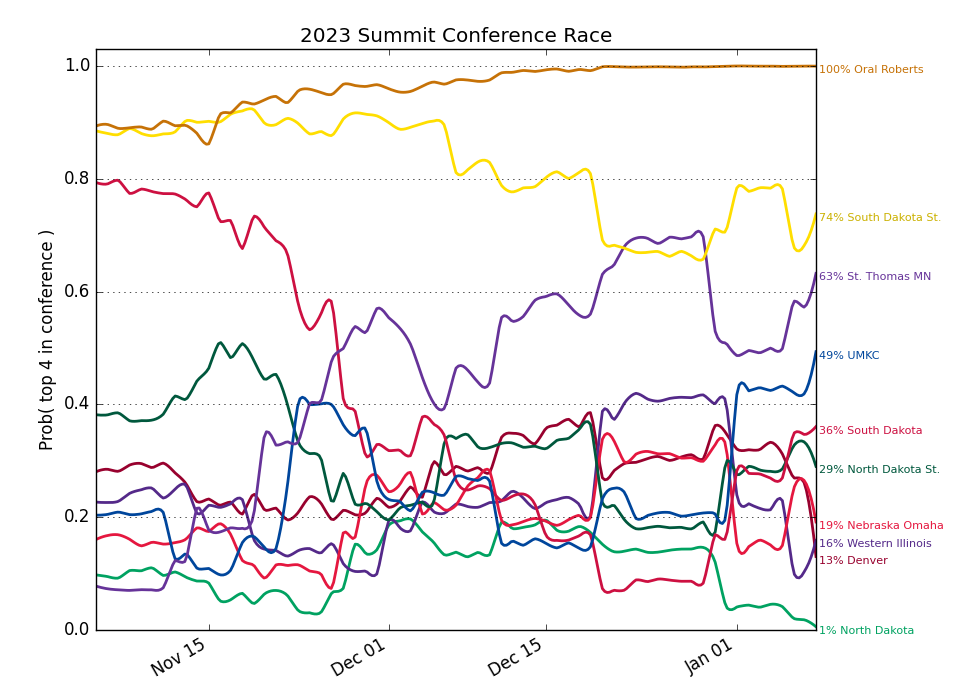 2023 Summit Conference Race
Prob( top 4 in conference )
1.0
0.8
0.6
0.4
0.2
0.0
Nov 15
Dec 01
Dec 15
Jan 01
100% Oral Roberts
74% South Dakota St.
63% St. Thomas MN
49% UMKC
36% South Dakota
29% North Dakota St.
19% Nebraska Omaha
16% Western Illinois
13% Denver
1% North Dakota